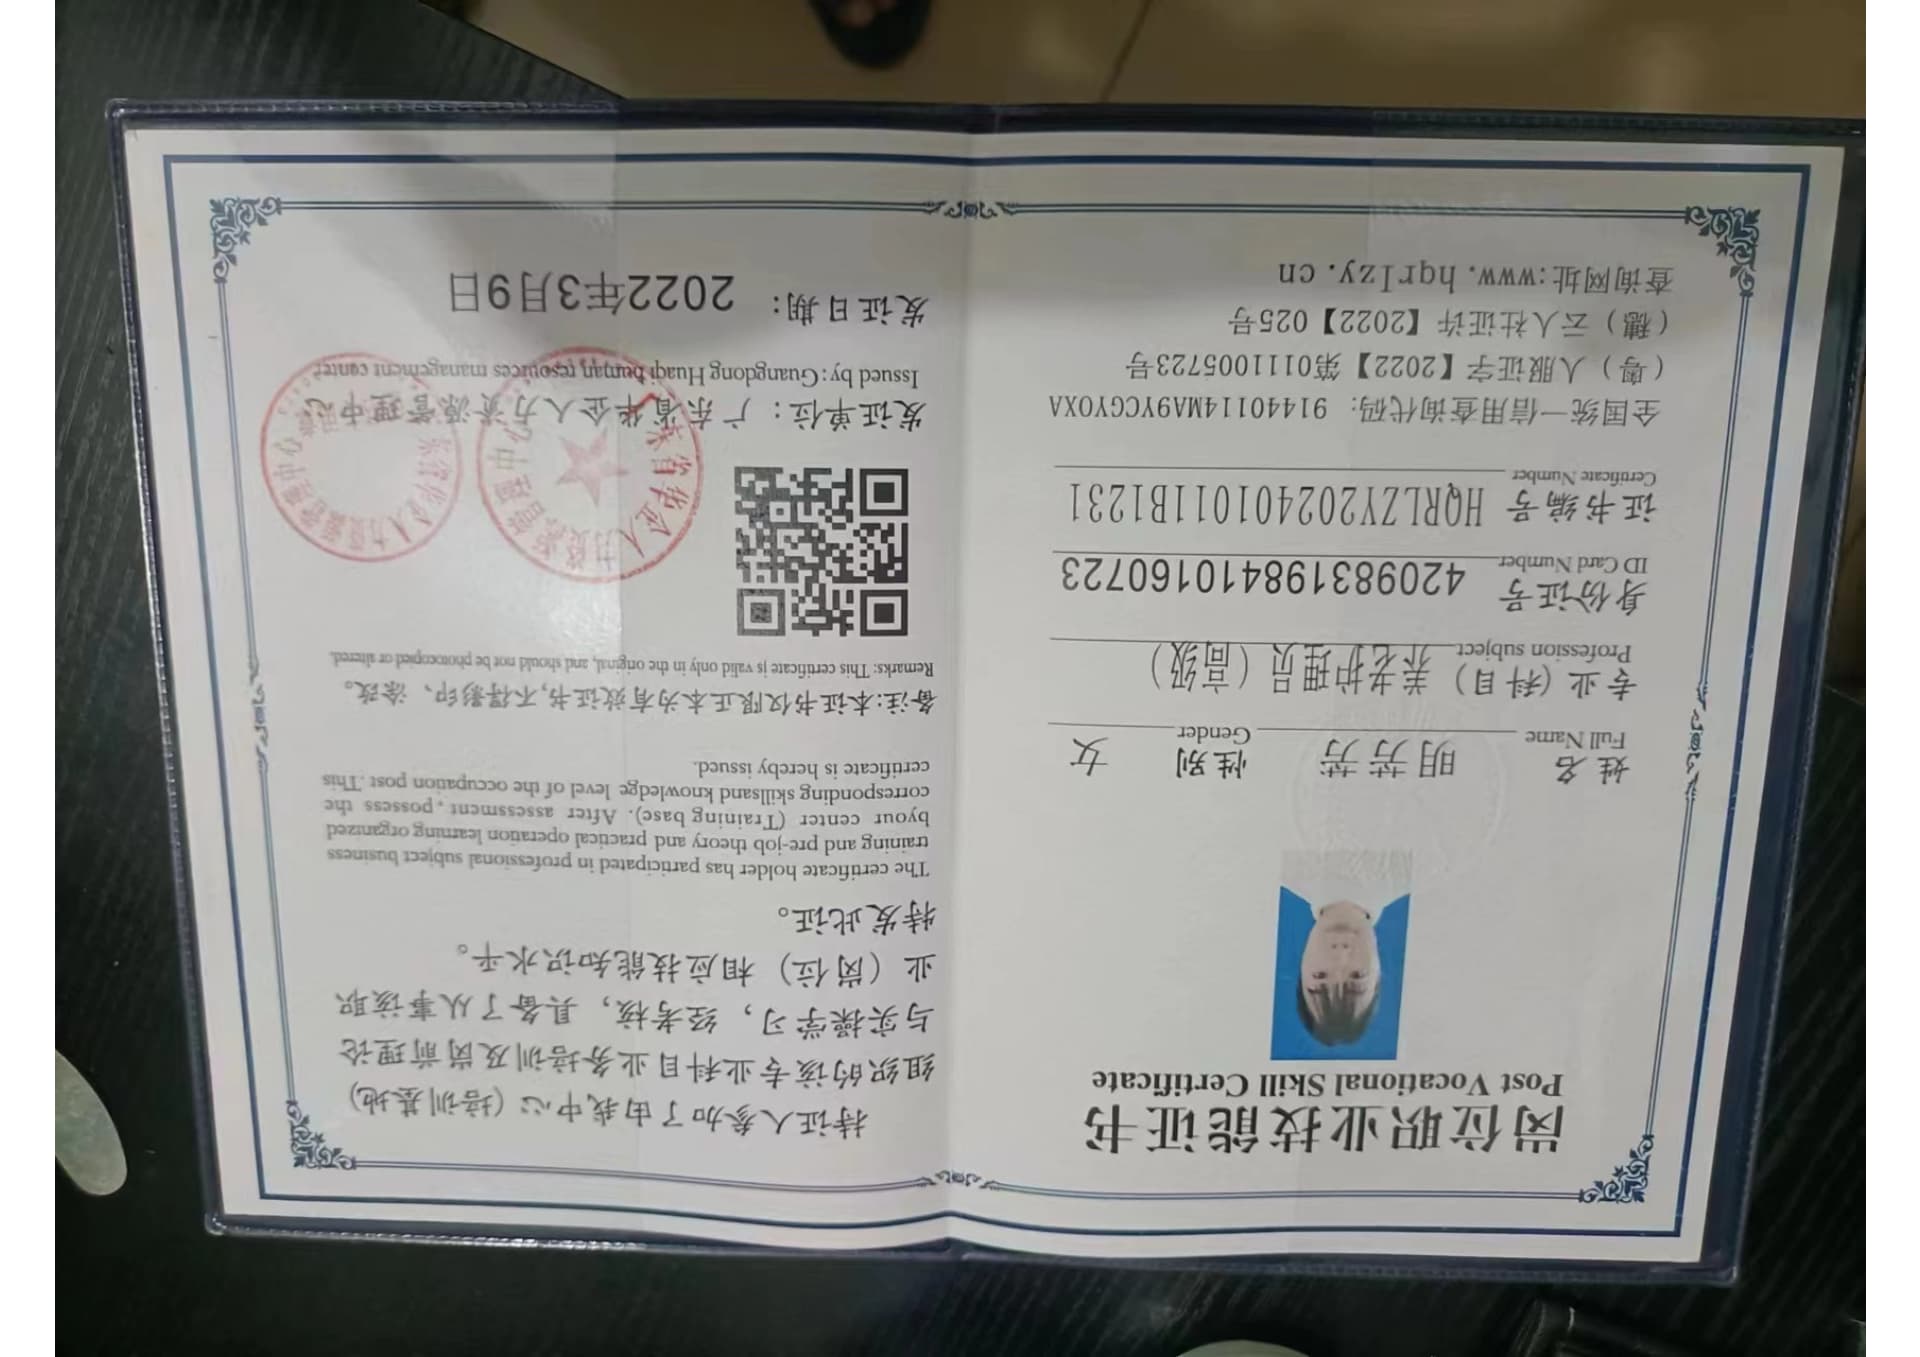 岗位职业技能证书
Post Vocational Skill Certificate
姓名 明芳芳 性别 女
Full Name Gender
专业（科目）养老护理员（高级）
Profession subject
身份证号 420983198410160723
ID Card Number
证书编号 HQRLZY20240101B1231
Certificate Number
全国统一信用查询代码：91440114MA9YCGYOXA
（粤）人服证字【2022】第0111005723号
（穗）云人社证许【2022】025号
查询网址:www.hqrlzy.cn
持证人参加了由我中心（培训基地）
组织的该专业科目业务培训及岗前理论
与实操学习，经考核，具备了从事该职
业（岗位）相应技能知识水平。
特发此证。
The certificate holder has participated in professional subject business
training and pre-job theory and practical operation learning organized
byour center (Training base). After assessment, possess the
corresponding skillsand knowledge level of the occupation post .This
certificate is hereby issued.
备注:本证书仅限正本为有效证书,不得影印、涂改。
Remarks: This certificate is valid only in the original, and should not be photocopied or altered.
发证单位：广东省华企人力资源管理中心
Issued by: Guangdong Huaqi human resources management canter
发证日期：2022年3月9日